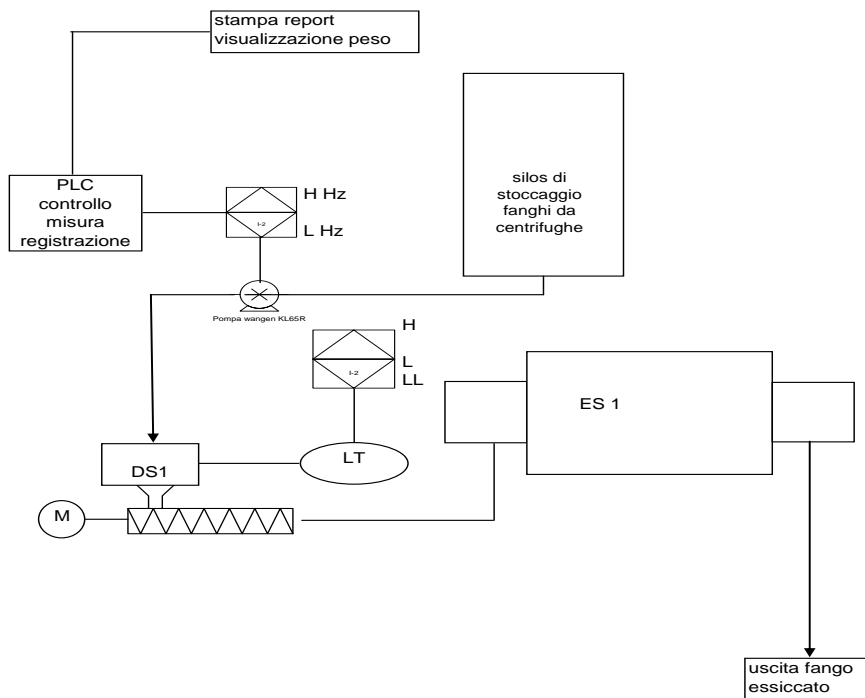 stampa report
visualizzazione peso
PLC
controllo
misura
registrazione
H Hz
I-2
L Hz
silos di
stoccaggio
fanghi da
centrifughe
Pompa wangen KL65R
H
I-2
L
LL
ES 1
DS1
LT
M
uscita fango
essiccato